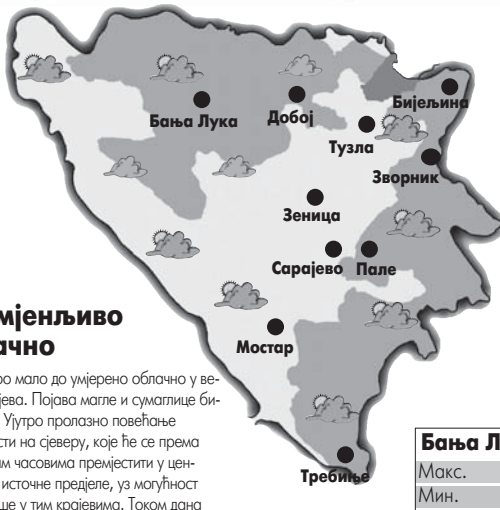 Бијељина
Бања Лука
Добој
Тузла
Зворник
Зеница
Сарајево
Пале
Мостар
Требиње
мјенљиво
ачно
ро мало до умјерено облачно у ве-
јева. Појава магле и сумаглице би-
Ујутро пролазно повећање
сти на сјеверу, које ће се према
им часовима премјестити у цен-
источне предјеле, уз могућност
ше у тим крајевима. Током дана
Бања Л
Макс.
Мин.